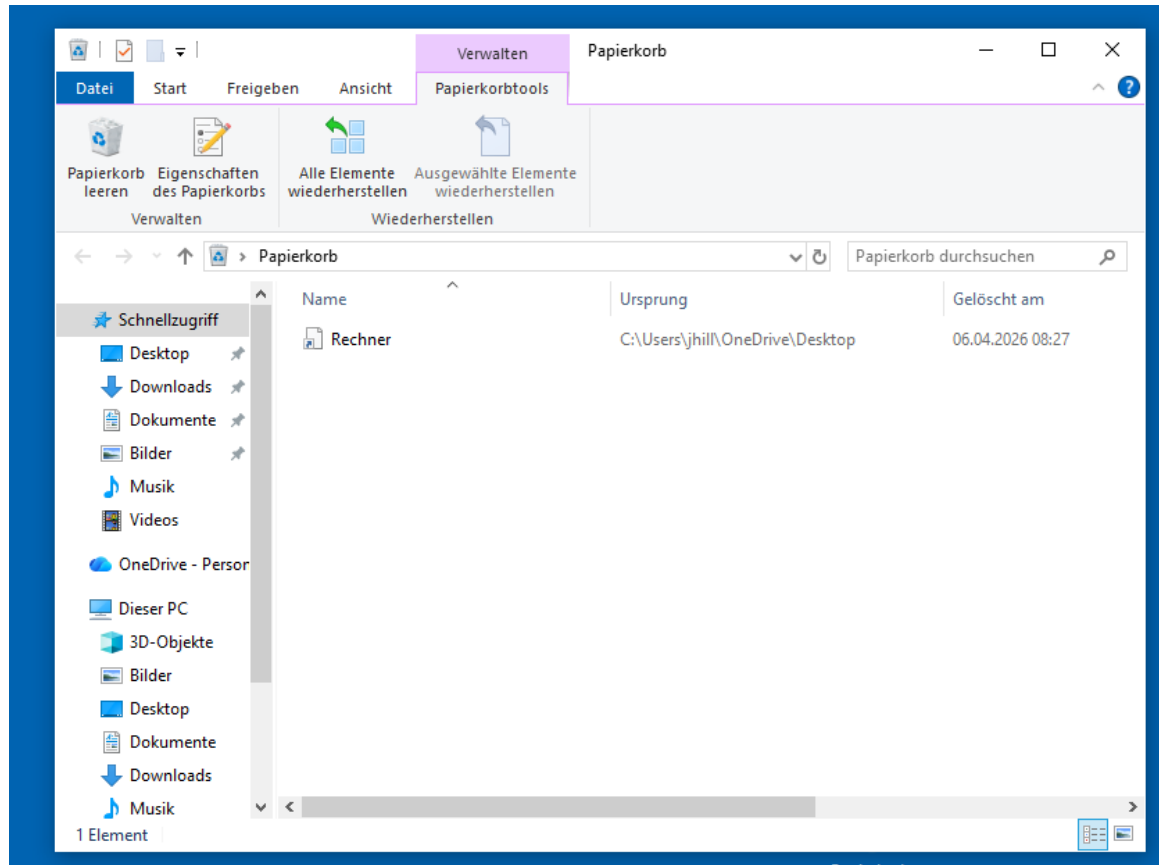 Verwalten Papierkorb
Datei Start Freigeben Ansicht Papierkorbtools
Papierkorb leeren
Eigenschaften des Papierkorbs
Alle Elemente wiederherstellen
Ausgewählte Elemente wiederherstellen
Verwalten Wiederherstellen
Papierkorb Papierkorb durchsuchen
Name Ursprung Gelöscht am
Rechner C:\Users\jhill\OneDrive\Desktop 06.04.2026 08:27
Schnellzugriff
Desktop
Downloads
Dokumente
Bilder
Musik
Videos
OneDrive - Person
Dieser PC
3D-Objekte
Bilder
Desktop
Dokumente
Downloads
Musik
1 Element